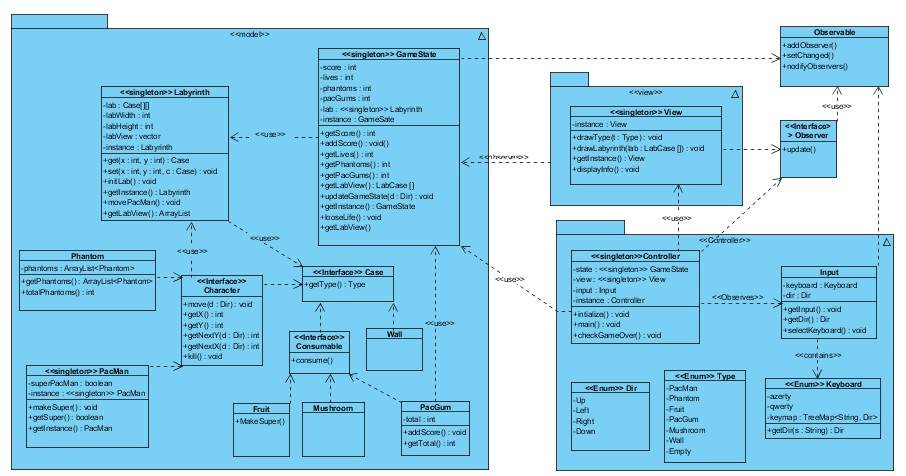 <<model>>
<<singleton>> Labyrinth
-lab : Case[][]
-labWidth : int
-labHeight : int
-labView : vector
-instance : Labyrinth
+get(x : int, y : int) : Case
+set(x : int, y : int, c : Case) : void
+initLab() : void
+getInstance() : Labyrinth
+movePacMan() : void
+getLabView() : ArrayList
<<use>>
<<singleton>> GameState
-score : int
-lives : int
-phantoms : int
-pacGums : int
-lab : <<singleton>> Labyrinth
-instance : GameSate
+getScore() : int
+addScore() : void()
+getLives() : int
+getPhantoms() : int
+getPacGums() : int
+getLabView() : LabCase []
+updateGameState(d : Dir) : void
+getInstance() : GameState
+looseLife() : void
+getLabView()
<<use>>
<<use>>
Phantom
-phantoms : ArrayList<Phantom>
+getPhantoms() : ArrayList<Phantom>
+totalPhantoms() : int
<<Interface>>
Character
+move(d : Dir) : void
+getX() : int
+getY() : int
+getNextY(d : Dir) : int
+getNextX(d : Dir) : int
+kill() : void
<<Interface>> Case
+getType() : Type
<<singleton>> PacMan
-superPacMan : boolean
-instance : <<singleton>> PacMan
+makeSuper() : void
+getSuper() : boolean
+getInstance() : PacMan
<<Interface>>
Consumable
+consume()
Wall
<<use>>
Fruit
+MakeSuper()
Mushroom
PacGum
-total : int
+addScore() : void
+getTotal() : int
<<view>>
<<singleton>> View
-instance : View
+drawType(t : Type) : void
+drawLabyrinth(lab : LabCase []) : void
+getInstance() : View
+displayInfo() : void
Observable
+addObserver()
+setChanged()
+nodifyObservers()
<<use>>
<<Interface>
> Observer
+update()
<<use>>
<<use>>
<<Controller>>
<<singleton>>Controller
-state : <<singleton>> GameState
-view : <<singleton>> View
-input : Input
-instance : Controller
+intialize() : void
+main() : void
+checkGameOver() : void
<<Observes>>
Input
-keyboard : Keyboard
-dir : Dir
+getInput() : void
+getDir() : Dir
+selectKeyboard() : void
<<contains>>
<<Enum>> Dir
-Up
-Left
-Right
-Down
<<Enum>> Type
-PacMan
-Phantom
-Fruit
-PacGum
-Mushroom
-Wall
-Empty
<<Enum>> Keyboard
-azerty
-qwerty
-keymap : TreeMap<String, Dir>
+getDir(s : String) : Dir